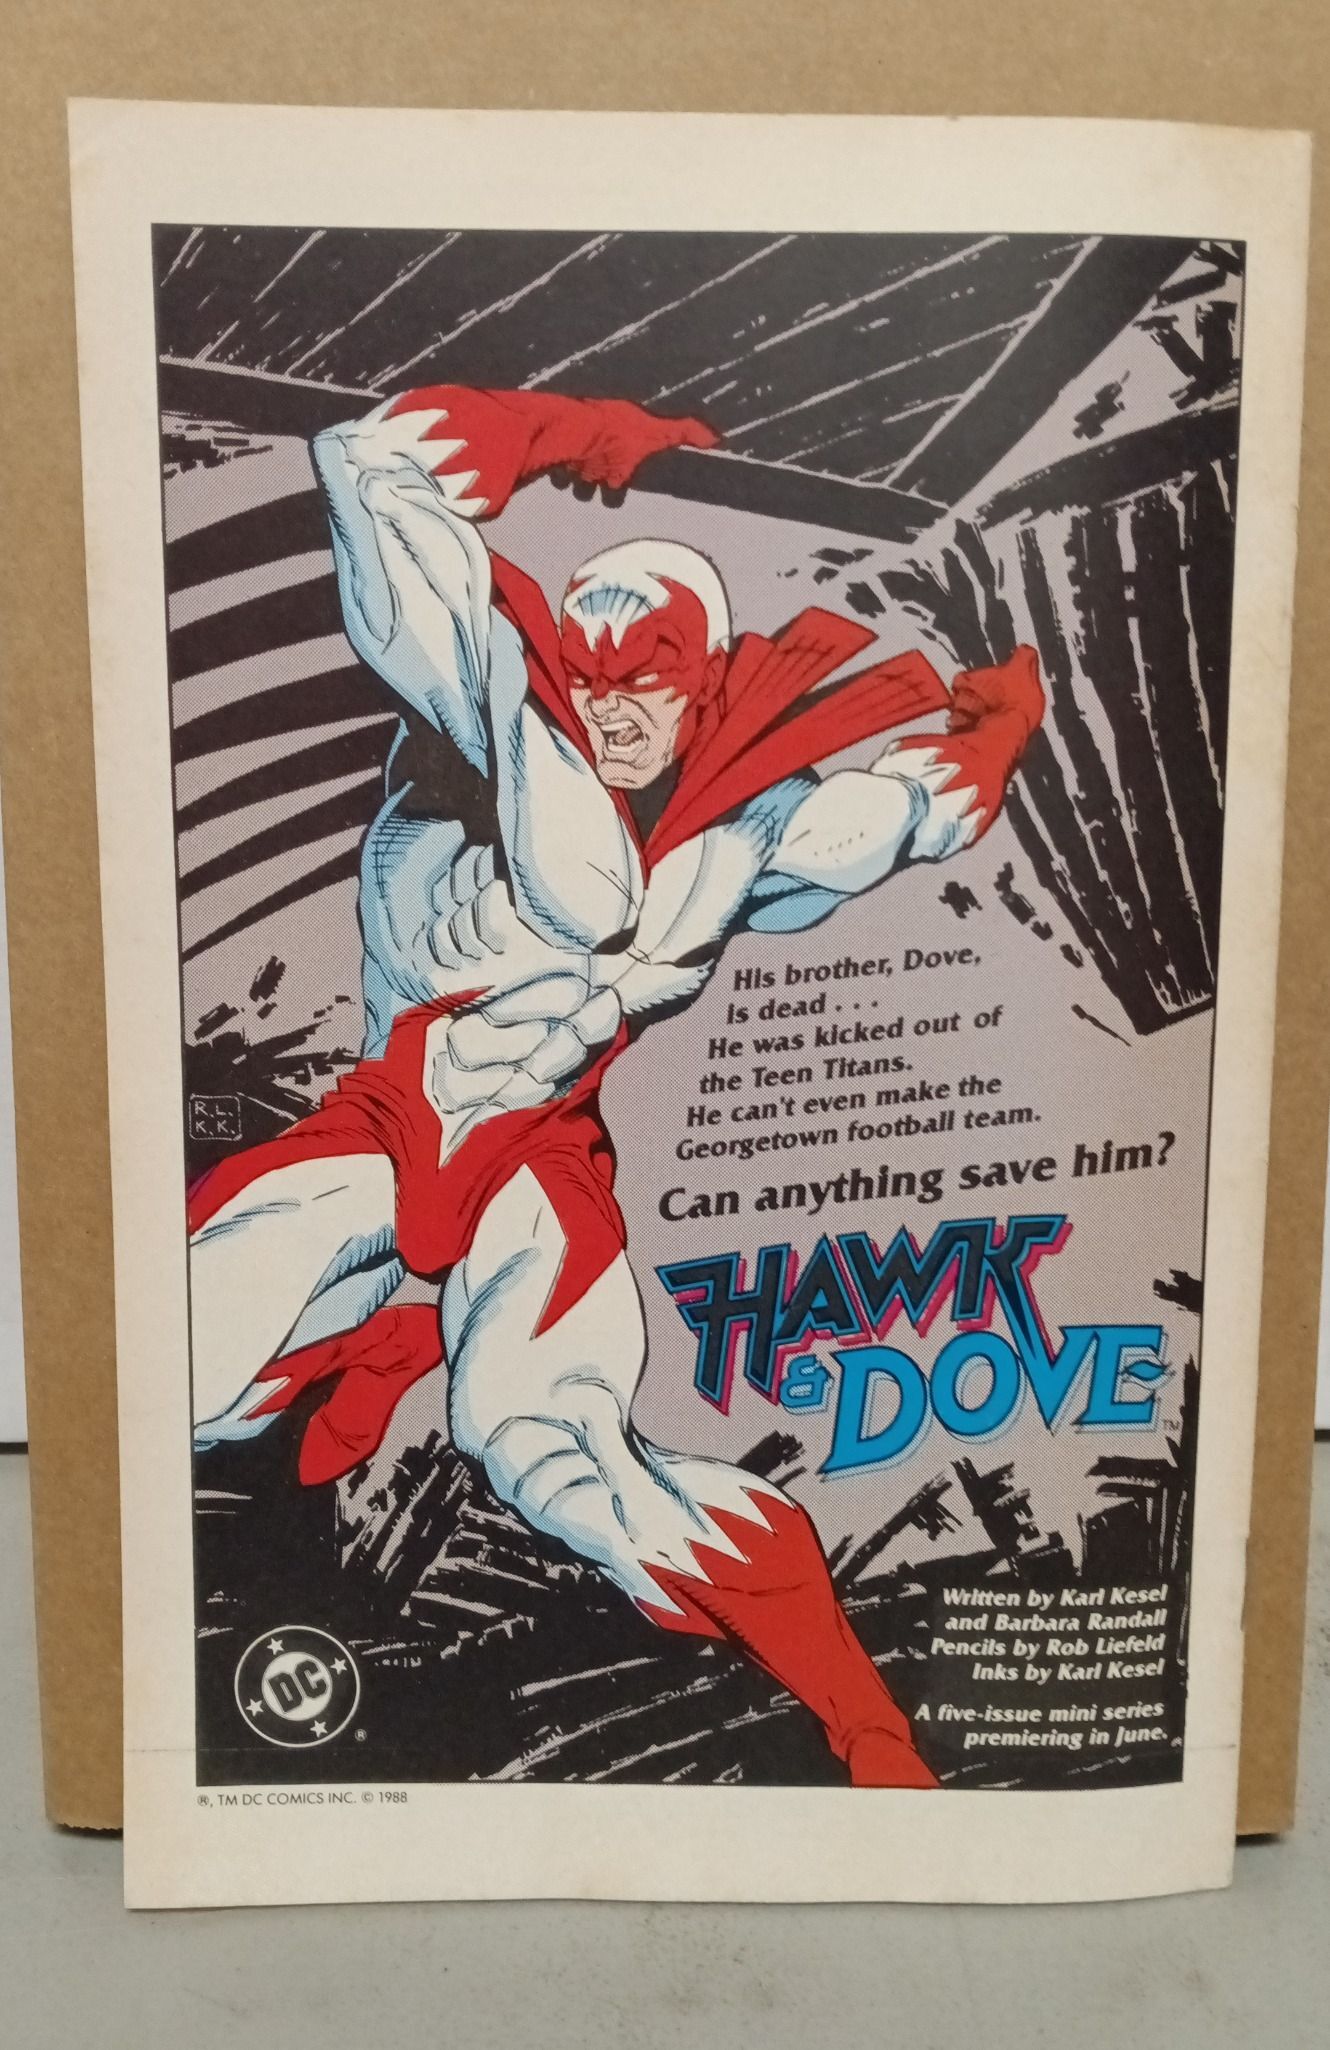 R.L.
K.K.
His brother, Dove,
is dead . . .
He was kicked out of
the Teen Titans.
He can't even make the
Georgetown football team.
Can anything save him?
HAWK
& DOVE™
Written by Karl Kesel
and Barbara Randall
Pencils by Rob Liefeld
Inks by Karl Kesel
A five-issue mini series
premiering in June.
DC®
®, TM DC COMICS INC. © 1988